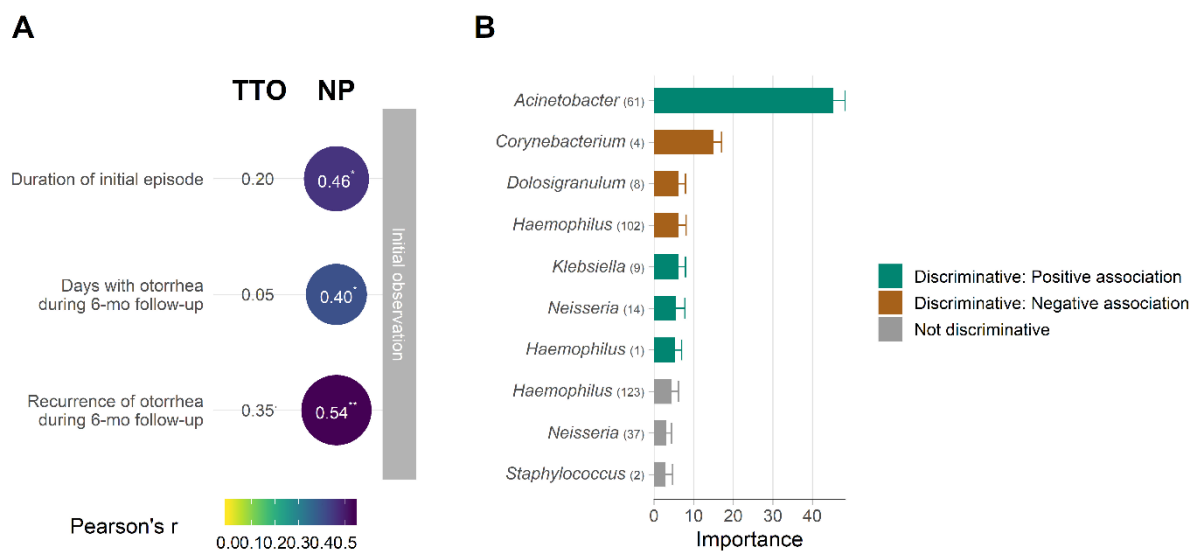 A
TTO NP
Duration of initial episode 0.20 0.46*
Days with otorrhea
during 6-mo follow-up 0.05 0.40*
Recurrence of otorrhea
during 6-mo follow-up 0.35· 0.54**
Initial observation
Pearson's r
0.00.10.20.30.40.5
B
Acinetobacter (61)
Corynebacterium (4)
Dolosigranulum (8)
Haemophilus (102)
Klebsiella (9)
Neisseria (14)
Haemophilus (1)
Haemophilus (123)
Neisseria (37)
Staphylococcus (2)
0 10 20 30 40
Importance
Discriminative: Positive association
Discriminative: Negative association
Not discriminative